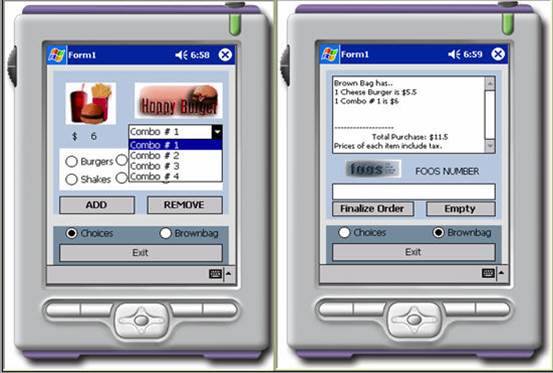 Form1
6:58
Happy Burger
$ 6
Combo # 1
Combo # 1
Combo # 2
Combo # 3
Combo # 4
Burgers
Shakes
ADD
REMOVE
Choices
Brownbag
Exit
Form1
6:59
Brown Bag has..
1 Cheese Burger is $5.5
1 Combo # 1 is $6
--------------------
Total Purchase: $11.5
Prices of each item include tax.
foos
FOOS NUMBER
Finalize Order
Empty
Choices
Brownbag
Exit